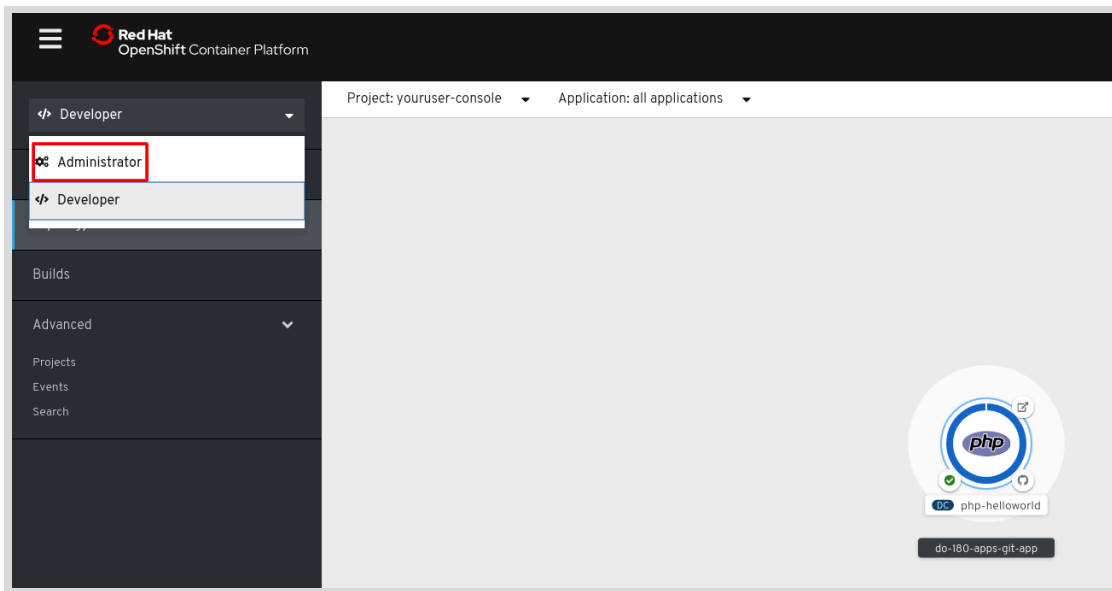 Red Hat
OpenShift Container Platform
Project: youruser-console
Application: all applications
Developer
Administrator
Developer
Builds
Advanced
Projects
Events
Search
php
DC php-helloworld
do-180-apps-git-app